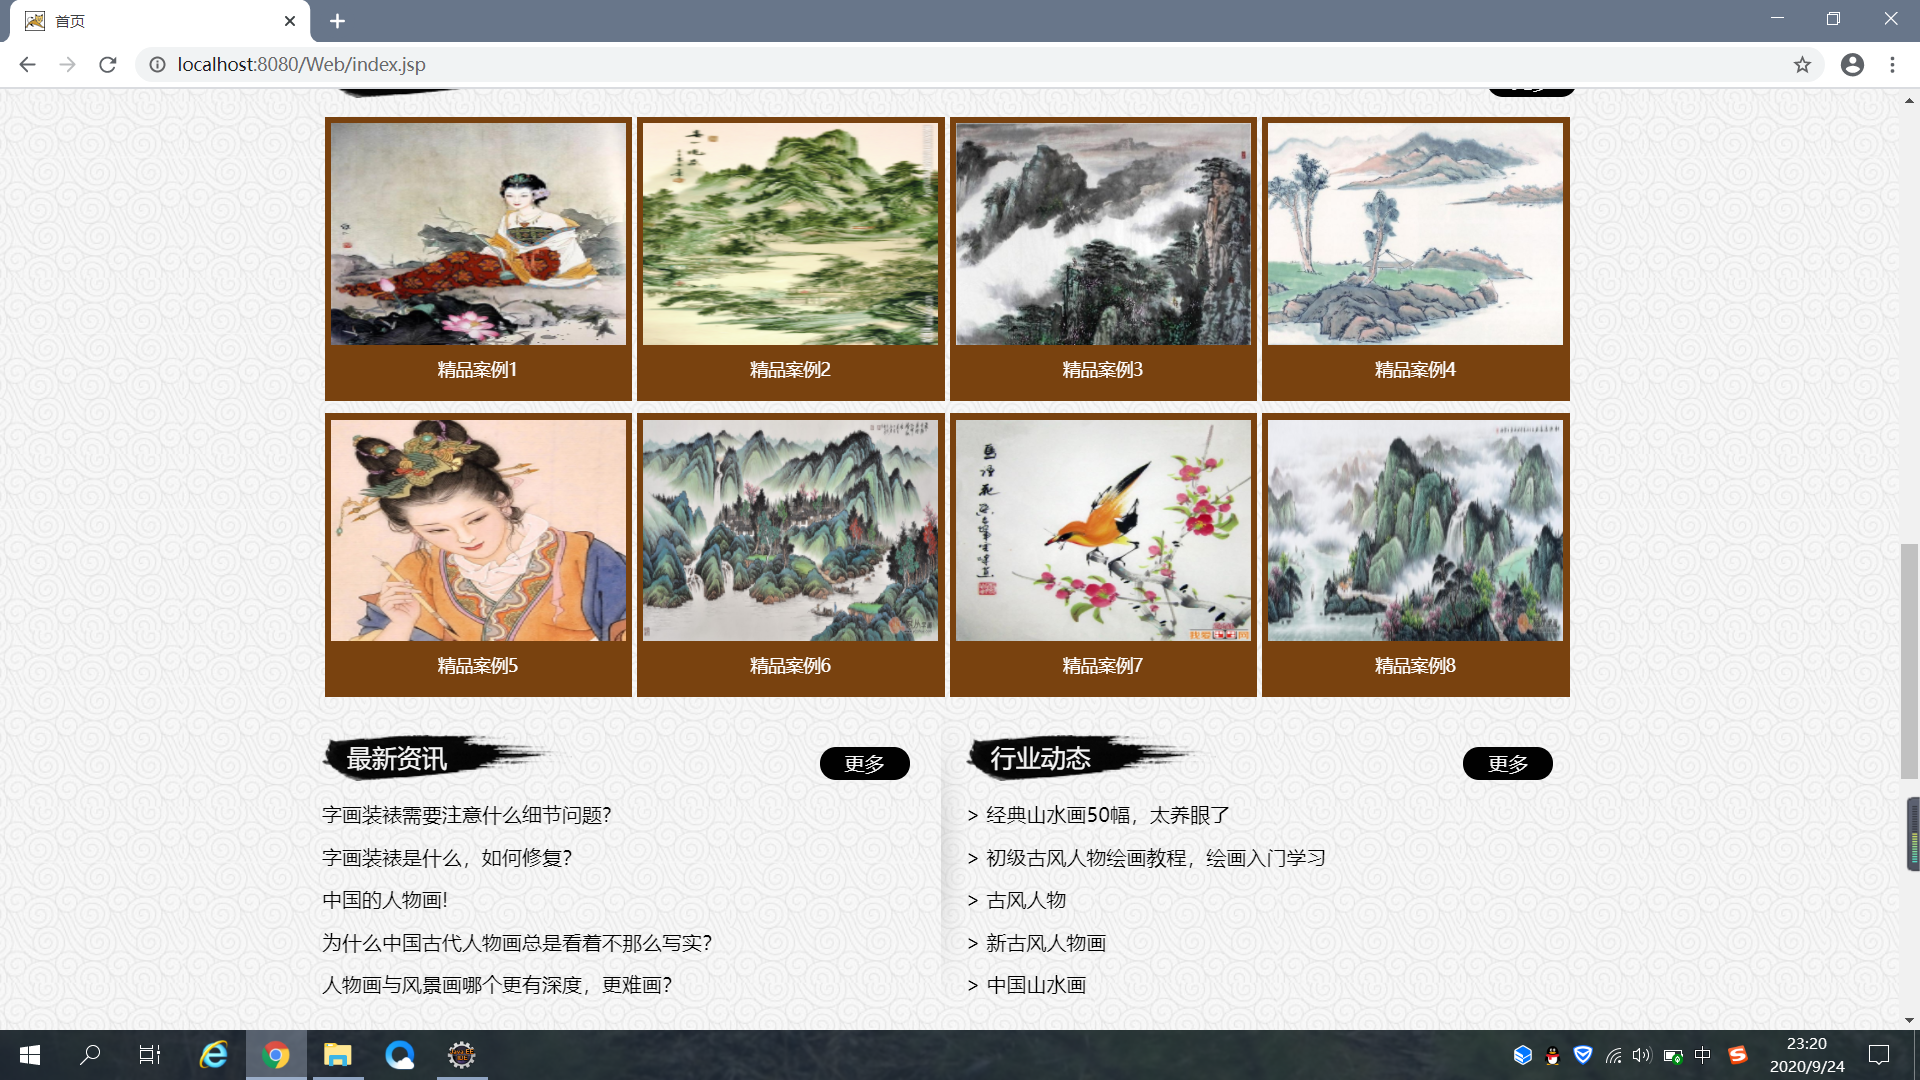 首页
localhost:8080/Web/index.jsp
精品案例1
精品案例2
精品案例3
精品案例4
精品案例5
精品案例6
精品案例7
精品案例8
最新资讯
更多
字画装裱需要注意什么细节问题?
字画装裱是什么，如何修复?
中国的人物画!
为什么中国古代人物画总是看着不那么写实?
人物画与风景画哪个更有深度，更难画?
行业动态
更多
> 经典山水画50幅，太养眼了
> 初级古风人物绘画教程，绘画入门学习
> 古风人物
> 新古风人物画
> 中国山水画
中
23:20
2020/9/24